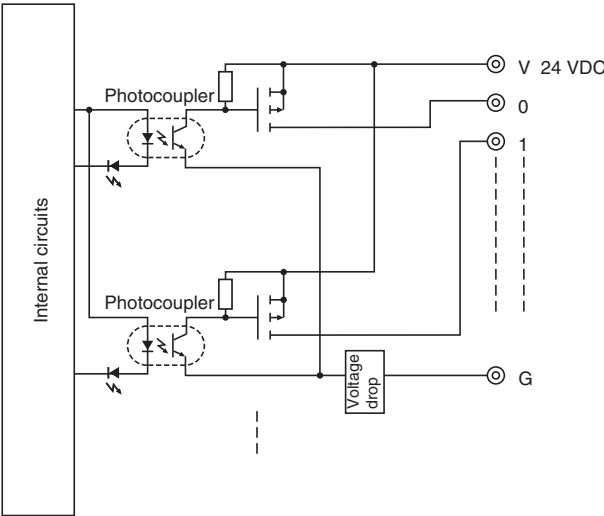 V 24 VDC
Photocoupler
0
1
Internal circuits
Photocoupler
Voltage
drop
G